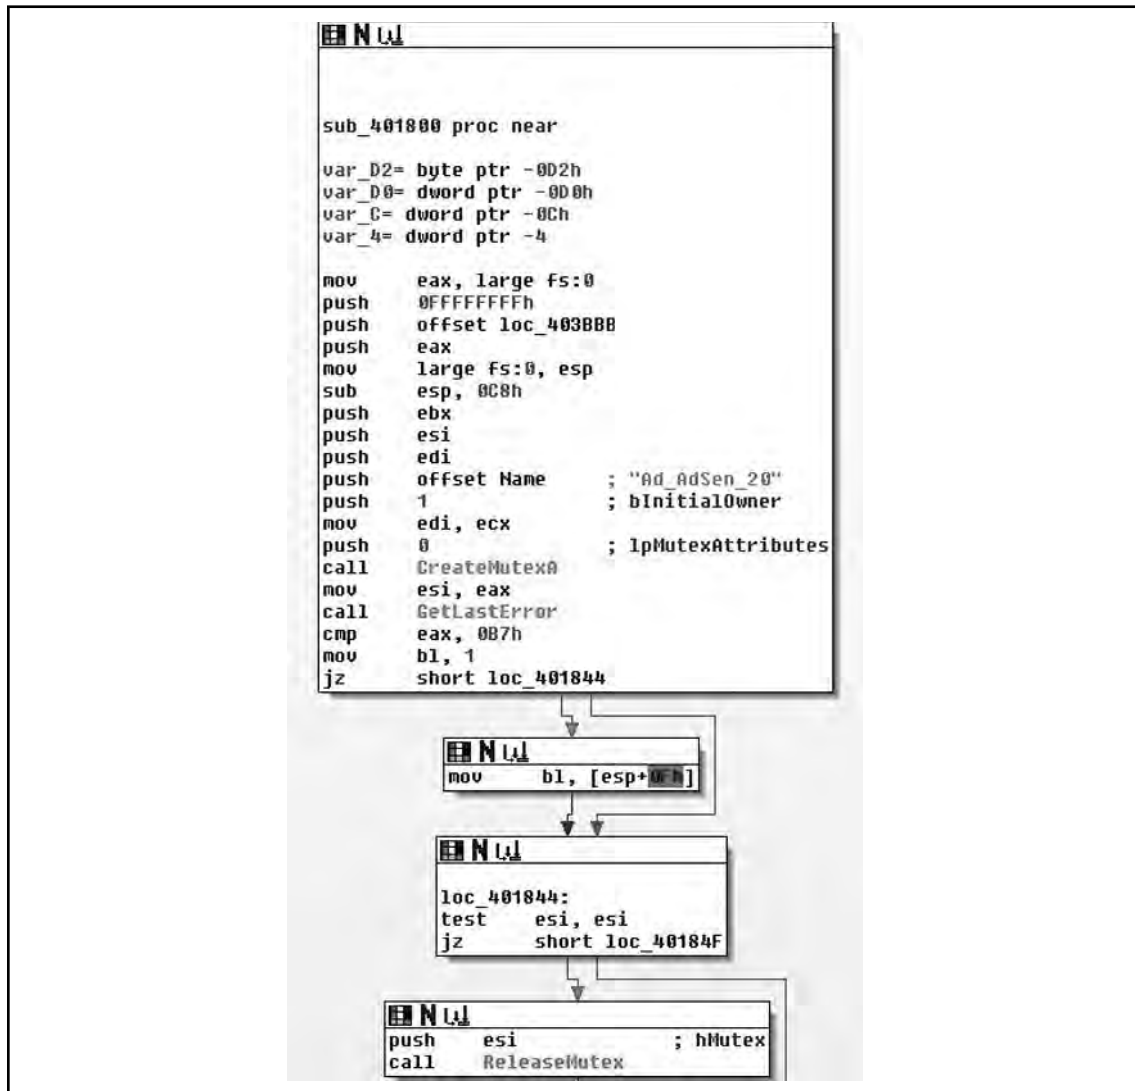 sub_401800 proc near
var_D2= byte ptr -0D2h
var_D0= dword ptr -0D0h
var_C= dword ptr -0Ch
var_4= dword ptr -4
mov eax, large fs:0
push 0FFFFFFFFh
push offset loc_403BBB
push eax
mov large fs:0, esp
sub esp, 0C8h
push ebx
push esi
push edi
push offset Name ; "Ad_AdSen_20"
push 1 ; bInitialOwner
mov edi, ecx
push 0 ; lpMutexAttributes
call CreateMutexA
mov esi, eax
call GetLastError
cmp eax, 0B7h
mov bl, 1
jz short loc_401844
mov bl, [esp+0Fh]
loc_401844:
test esi, esi
jz short loc_40184F
push esi ; hMutex
call ReleaseMutex